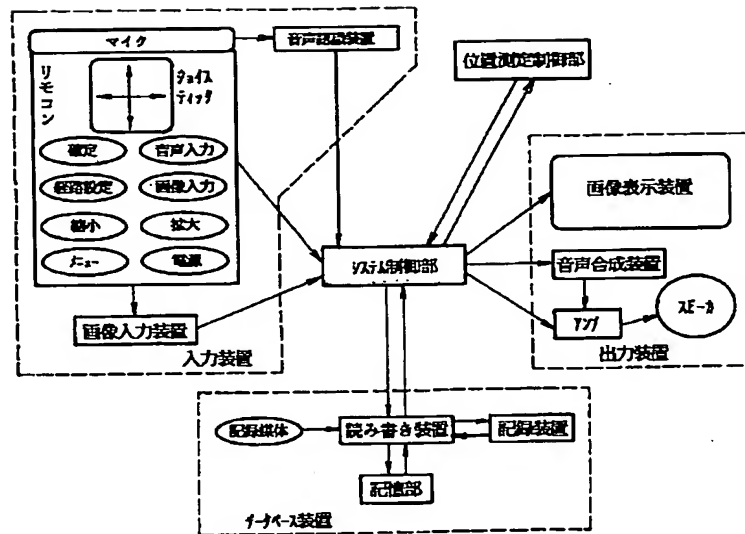 マイク
音声認識装置
位置測定制御部
リモコン
ジョイス
ティック
確定
音声入力
経路設定
画像入力
縮小
拡大
メニュー
電源
画像入力装置
入力装置
システム制御部
画像表示装置
音声合成装置
アンプ
スピーカ
出力装置
記録媒体
読み書き装置
記録装置
記憶部
データベース装置